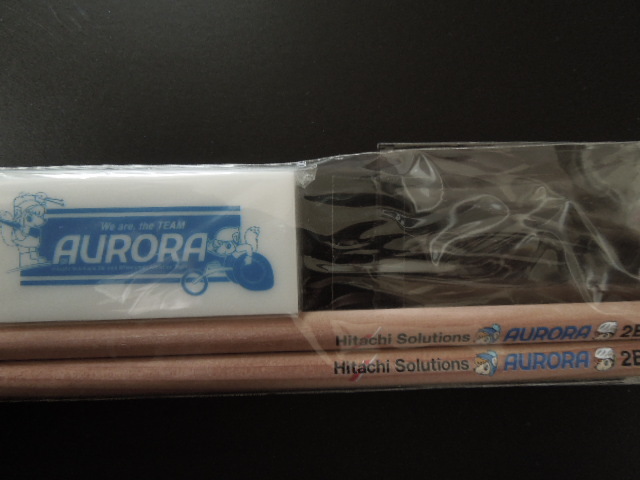 We are, the TEAM
AURORA
Hitachi Solutions AURORA 2B
Hitachi Solutions AURORA 2B